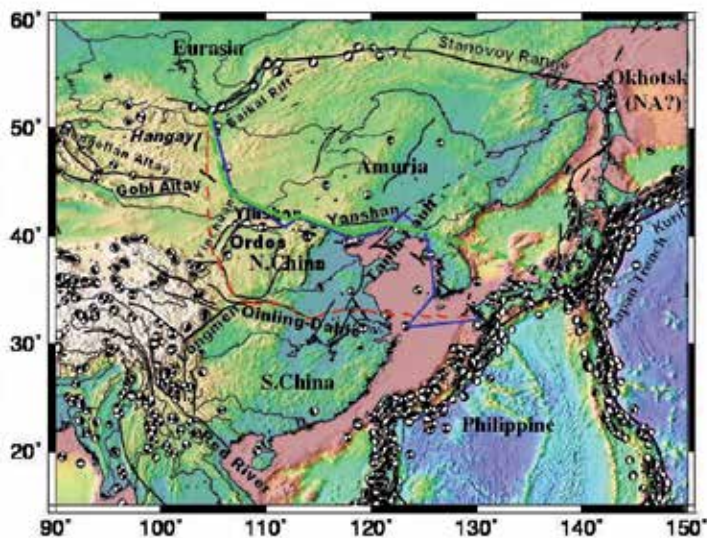 60°
50°
40°
30°
20°
Eurasia
Stanovoy Range
Baikal Rift
Okhotsk
(NA?)
Hangay
Altay
Gobi Altay
Amuria
Yanshan
Ordos
N.China
Qinling-Dabie
S.China
Kuril
Japan Trench
Philippine
Red River
90°
100°
110°
120°
130°
140°
150°